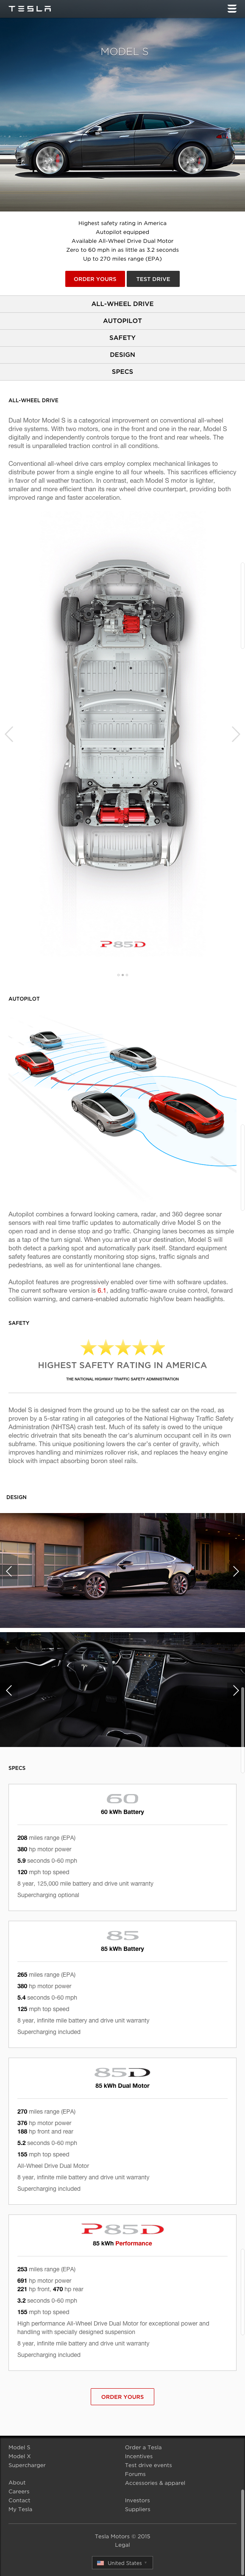 TESLA
MODEL S
Highest safety rating in America
Autopilot equipped
Available All-Wheel Drive Dual Motor
Zero to 60 mph in as little as 3.2 seconds
Up to 270 miles range (EPA)
ORDER YOURS
TEST DRIVE
ALL-WHEEL DRIVE
AUTOPILOT
SAFETY
DESIGN
SPECS
ALL-WHEEL DRIVE
Dual Motor Model S is a categorical improvement on conventional all-wheel
drive systems. With two motors, one in the front and one in the rear, Model S
digitally and independently controls torque to the front and rear wheels. The
result is unparalleled traction control in all conditions.
Conventional all-wheel drive cars employ complex mechanical linkages to
distribute power from a single engine to all four wheels. This sacrifices efficiency
in favor of all weather traction. In contrast, each Model S motor is lighter,
smaller and more efficient than its rear wheel drive counterpart, providing both
improved range and faster acceleration.
P85D
AUTOPILOT
Autopilot combines a forward looking camera, radar, and 360 degree sonar
sensors with real time traffic updates to automatically drive Model S on the
open road and in dense stop and go traffic. Changing lanes becomes as simple
as a tap of the turn signal. When you arrive at your destination, Model S will
both detect a parking spot and automatically park itself. Standard equipment
safety features are constantly monitoring stop signs, traffic signals and
pedestrians, as well as for unintentional lane changes.
Autopilot features are progressively enabled over time with software updates.
The current software version is 6.1, adding traffic-aware cruise control, forward
collision warning, and camera-enabled automatic high/low beam headlights.
SAFETY
HIGHEST SAFETY RATING IN AMERICA
THE NATIONAL HIGHWAY TRAFFIC SAFETY ADMINISTRATION
Model S is designed from the ground up to be the safest car on the road, as
proven by a 5-star rating in all categories of the National Highway Traffic Safety
Administration (NHTSA) crash test. Much of its safety is owed to the unique
electric drivetrain that sits beneath the car's aluminum occupant cell in its own
subframe. This unique positioning lowers the car's center of gravity, which
improves handling and minimizes rollover risk, and replaces the heavy engine
block with impact absorbing boron steel rails.
DESIGN
SPECS
60
60 kWh Battery
208 miles range (EPA)
380 hp motor power
5.9 seconds 0-60 mph
120 mph top speed
8 year, 125,000 mile battery and drive unit warranty
Supercharging optional
85
85 kWh Battery
265 miles range (EPA)
380 hp motor power
5.4 seconds 0-60 mph
125 mph top speed
8 year, infinite mile battery and drive unit warranty
Supercharging included
85D
85 kWh Dual Motor
270 miles range (EPA)
376 hp motor power
188 hp front and rear
5.2 seconds 0-60 mph
155 mph top speed
All-Wheel Drive Dual Motor
8 year, infinite mile battery and drive unit warranty
Supercharging included
P85D
85 kWh Performance
253 miles range (EPA)
691 hp motor power
221 hp front, 470 hp rear
3.2 seconds 0-60 mph
155 mph top speed
High performance All-Wheel Drive Dual Motor for exceptional power and
handling with specially designed suspension
8 year, infinite mile battery and drive unit warranty
Supercharging included
ORDER YOURS
Model S
Model X
Supercharger
About
Careers
Contact
My Tesla
Order a Tesla
Incentives
Test drive events
Forums
Accessories & apparel
Investors
Suppliers
Tesla Motors © 2015
Legal
United States